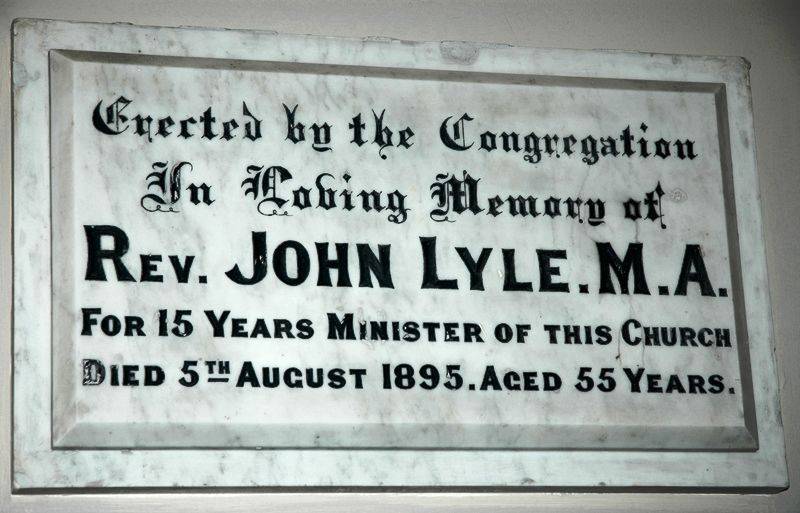 Erected by the Congregation
In Loving Memory of
REV. JOHN LYLE. M.A.
FOR 15 YEARS MINISTER OF THIS CHURCH
DIED 5TH AUGUST 1895. AGED 55 YEARS.